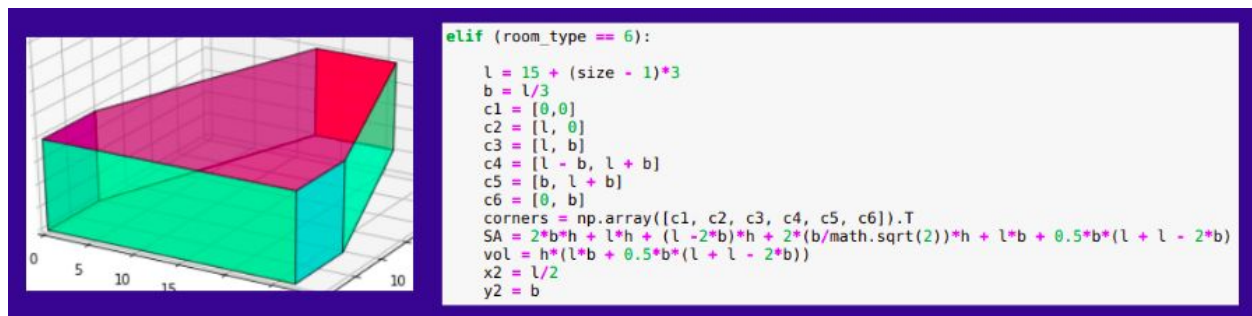 elif (room_type == 6):
l = 15 + (size - 1)*3
b = l/3
c1 = [0,0]
c2 = [l, 0]
c3 = [l, b]
c4 = [l - b, l + b]
c5 = [b, l + b]
c6 = [0, b]
corners = np.array([c1, c2, c3, c4, c5, c6]).T
SA = 2*b*h + l*h + (l -2*b)*h + 2*(b/math.sqrt(2))*h + l*b + 0.5*b*(l + l - 2*b)
vol = h*(l*b + 0.5*b*(l + l - 2*b))
x2 = l/2
y2 = b
0
5
10
15
10